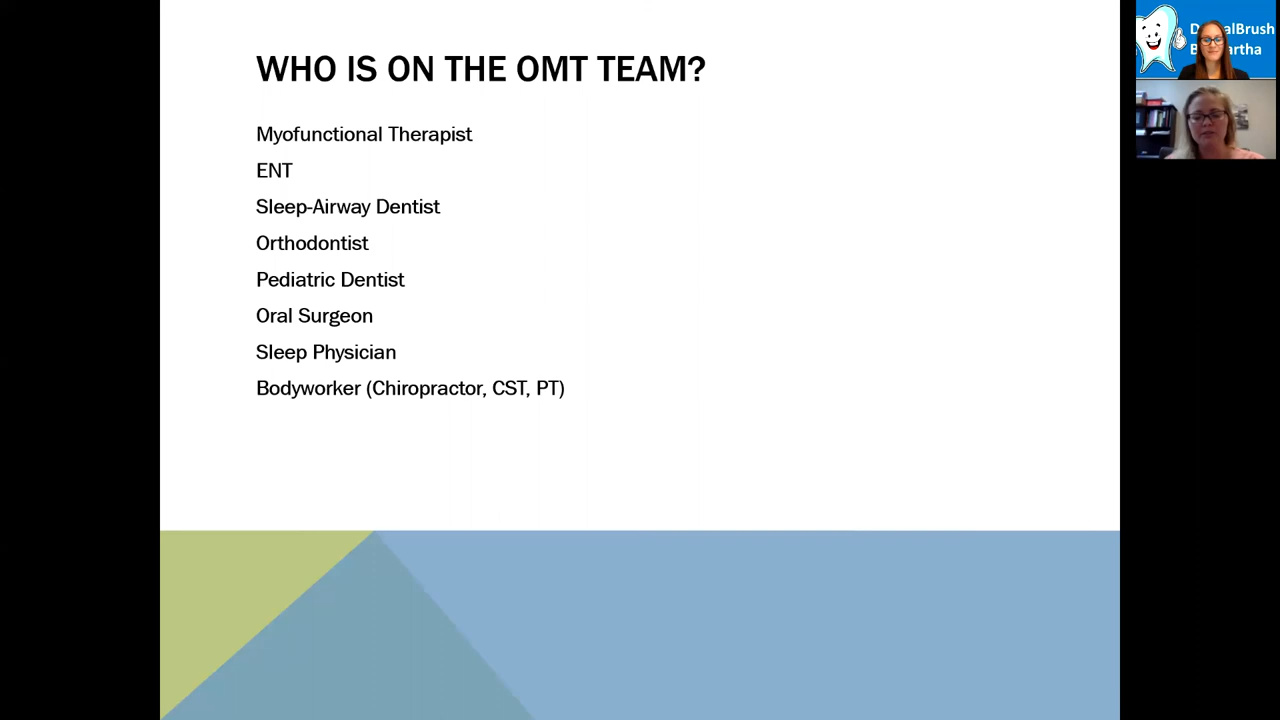 WHO IS ON THE OMT TEAM?
Myofunctional Therapist
ENT
Sleep-Airway Dentist
Orthodontist
Pediatric Dentist
Oral Surgeon
Sleep Physician
Bodyworker (Chiropractor, CST, PT)